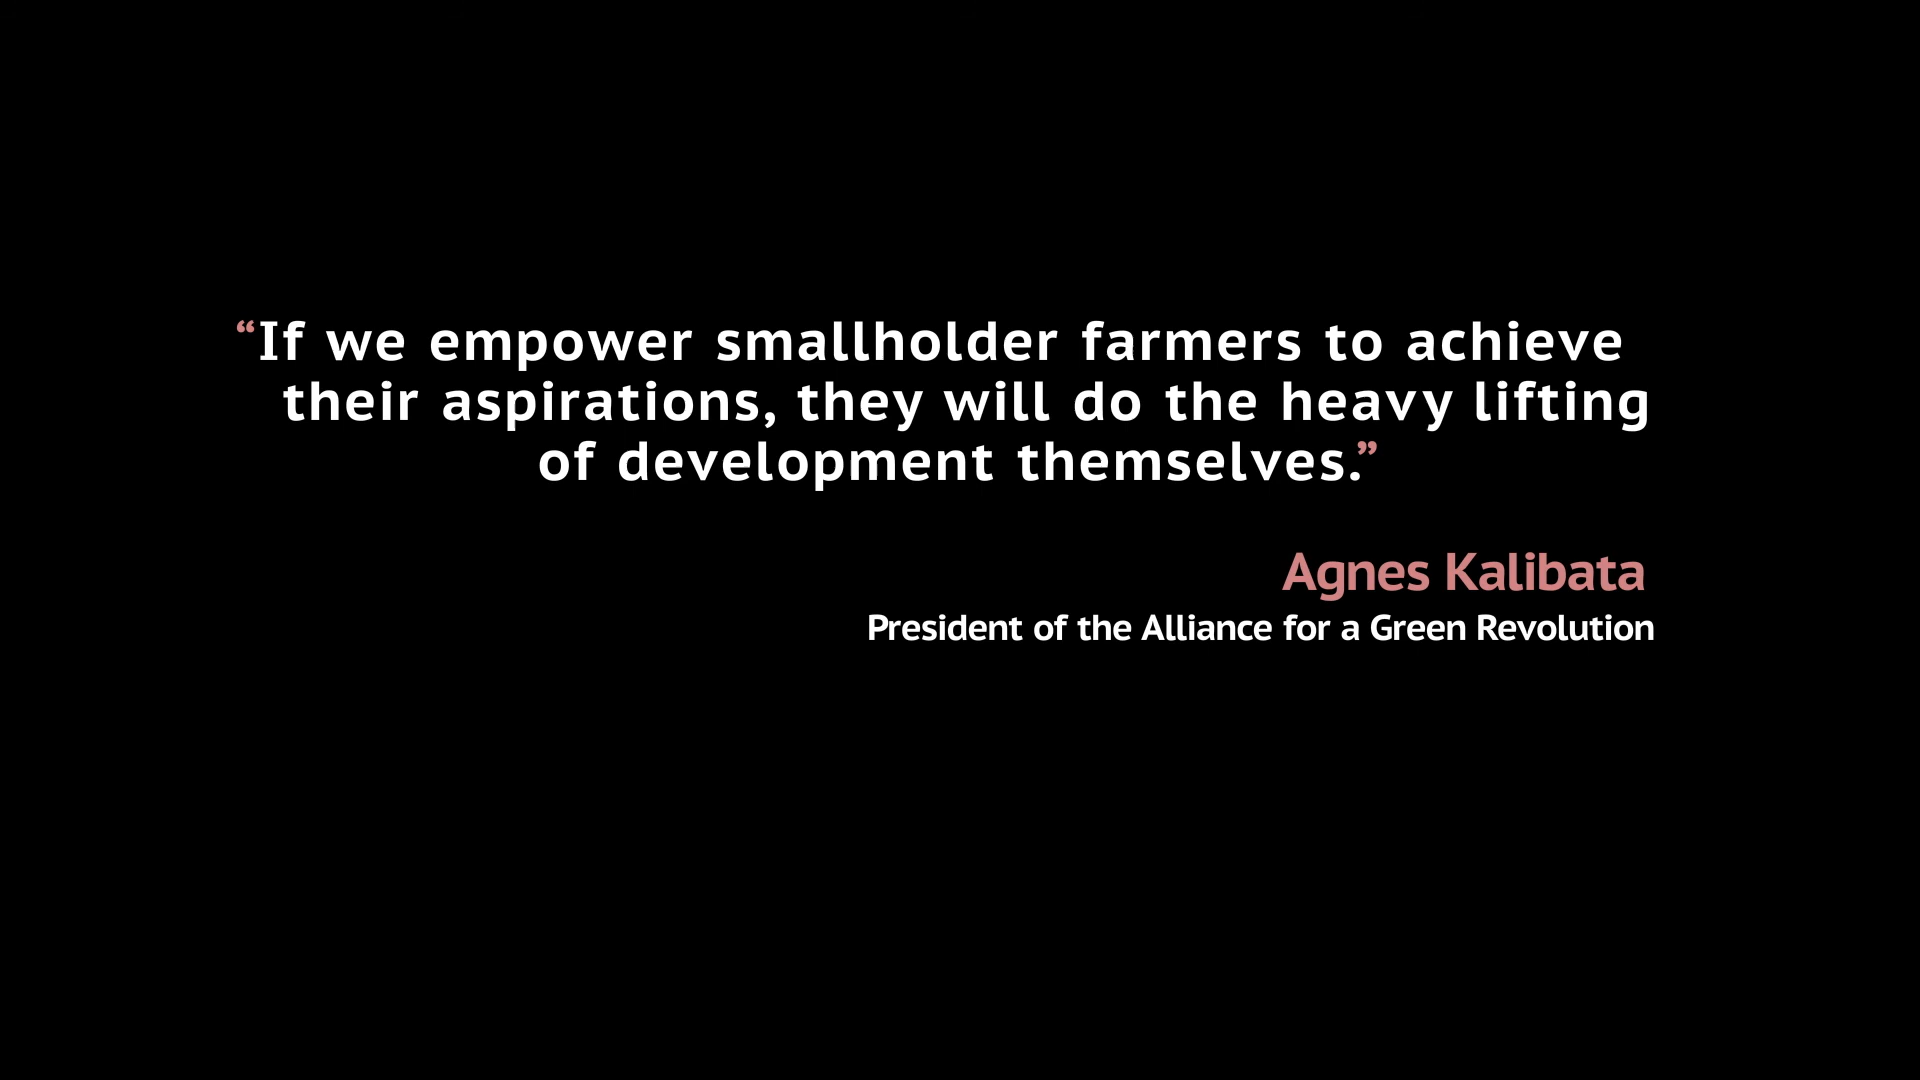 “If we empower smallholder farmers to achieve
their aspirations, they will do the heavy lifting
of development themselves.”
Agnes Kalibata
President of the Alliance for a Green Revolution